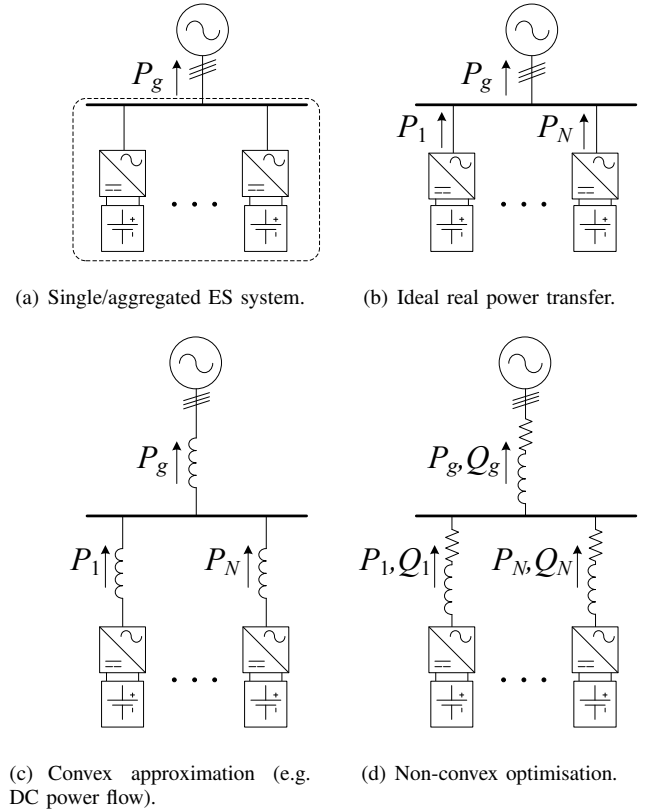 P_g
P_g
P_1
P_N
(a) Single/aggregated ES system.
(b) Ideal real power transfer.
P_g
P_1
P_N
P_g,Q_g
P_1,Q_1
P_N,Q_N
(c) Convex approximation (e.g.
DC power flow).
(d) Non-convex optimisation.